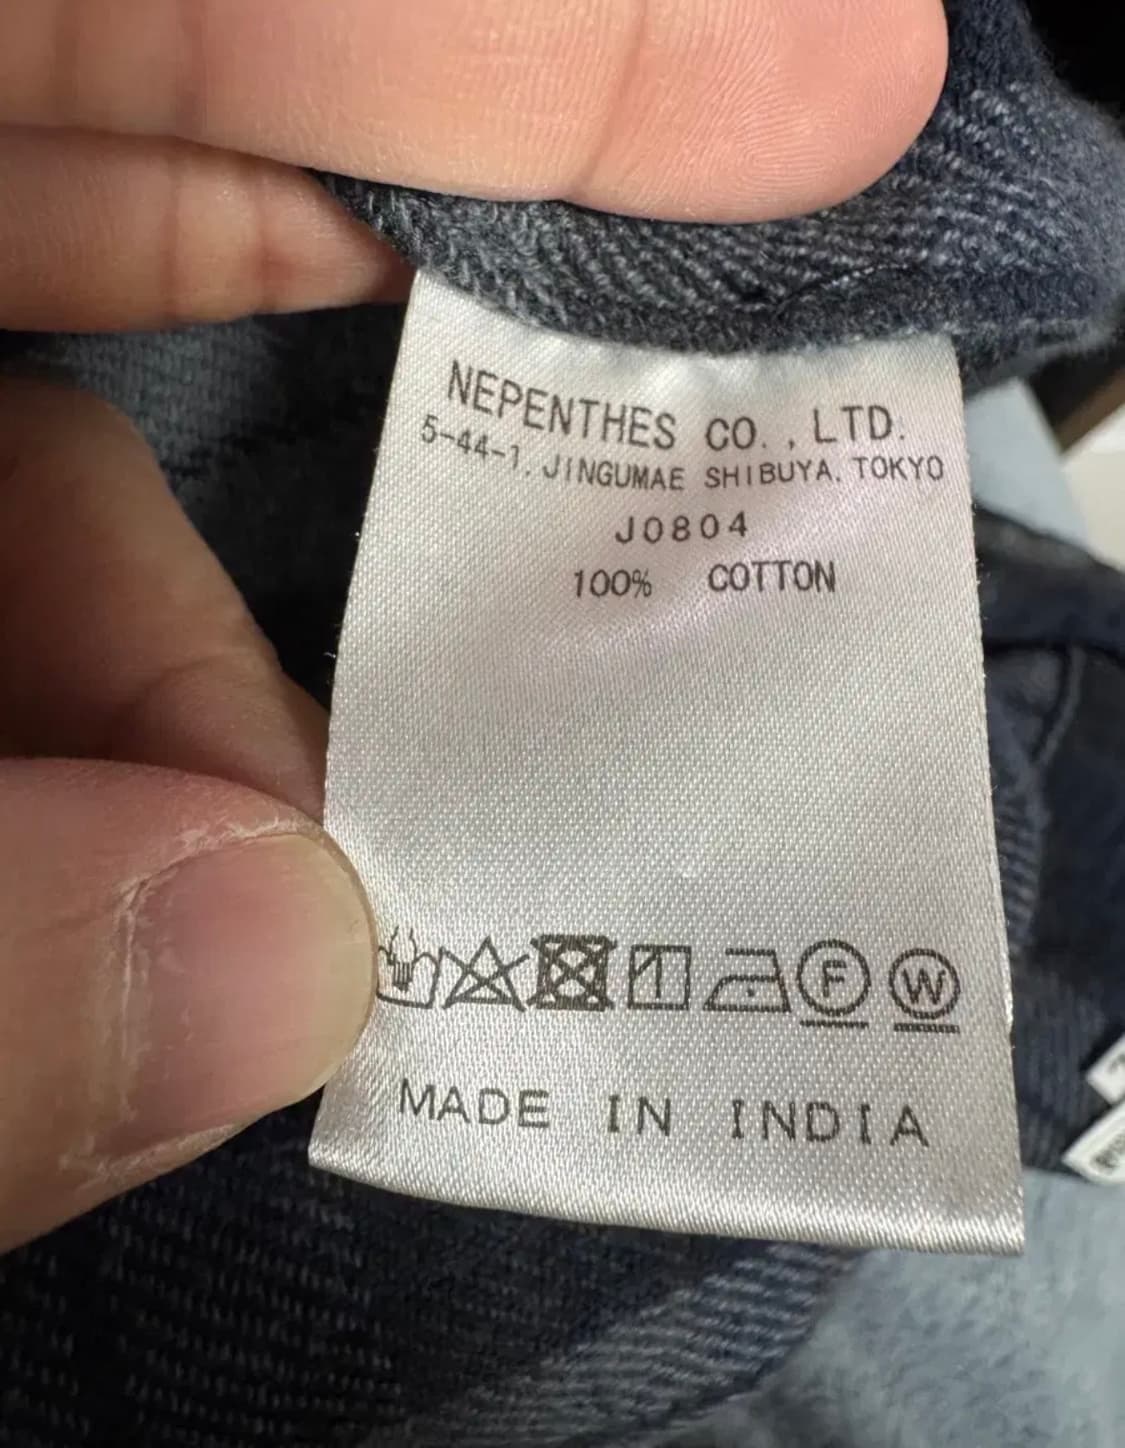 NEPENTHES CO.,LTD.
5-44-1. JINGUMAE SHIBUYA. TOKYO
J0804
100% COTTON
F W
MADE IN INDIA